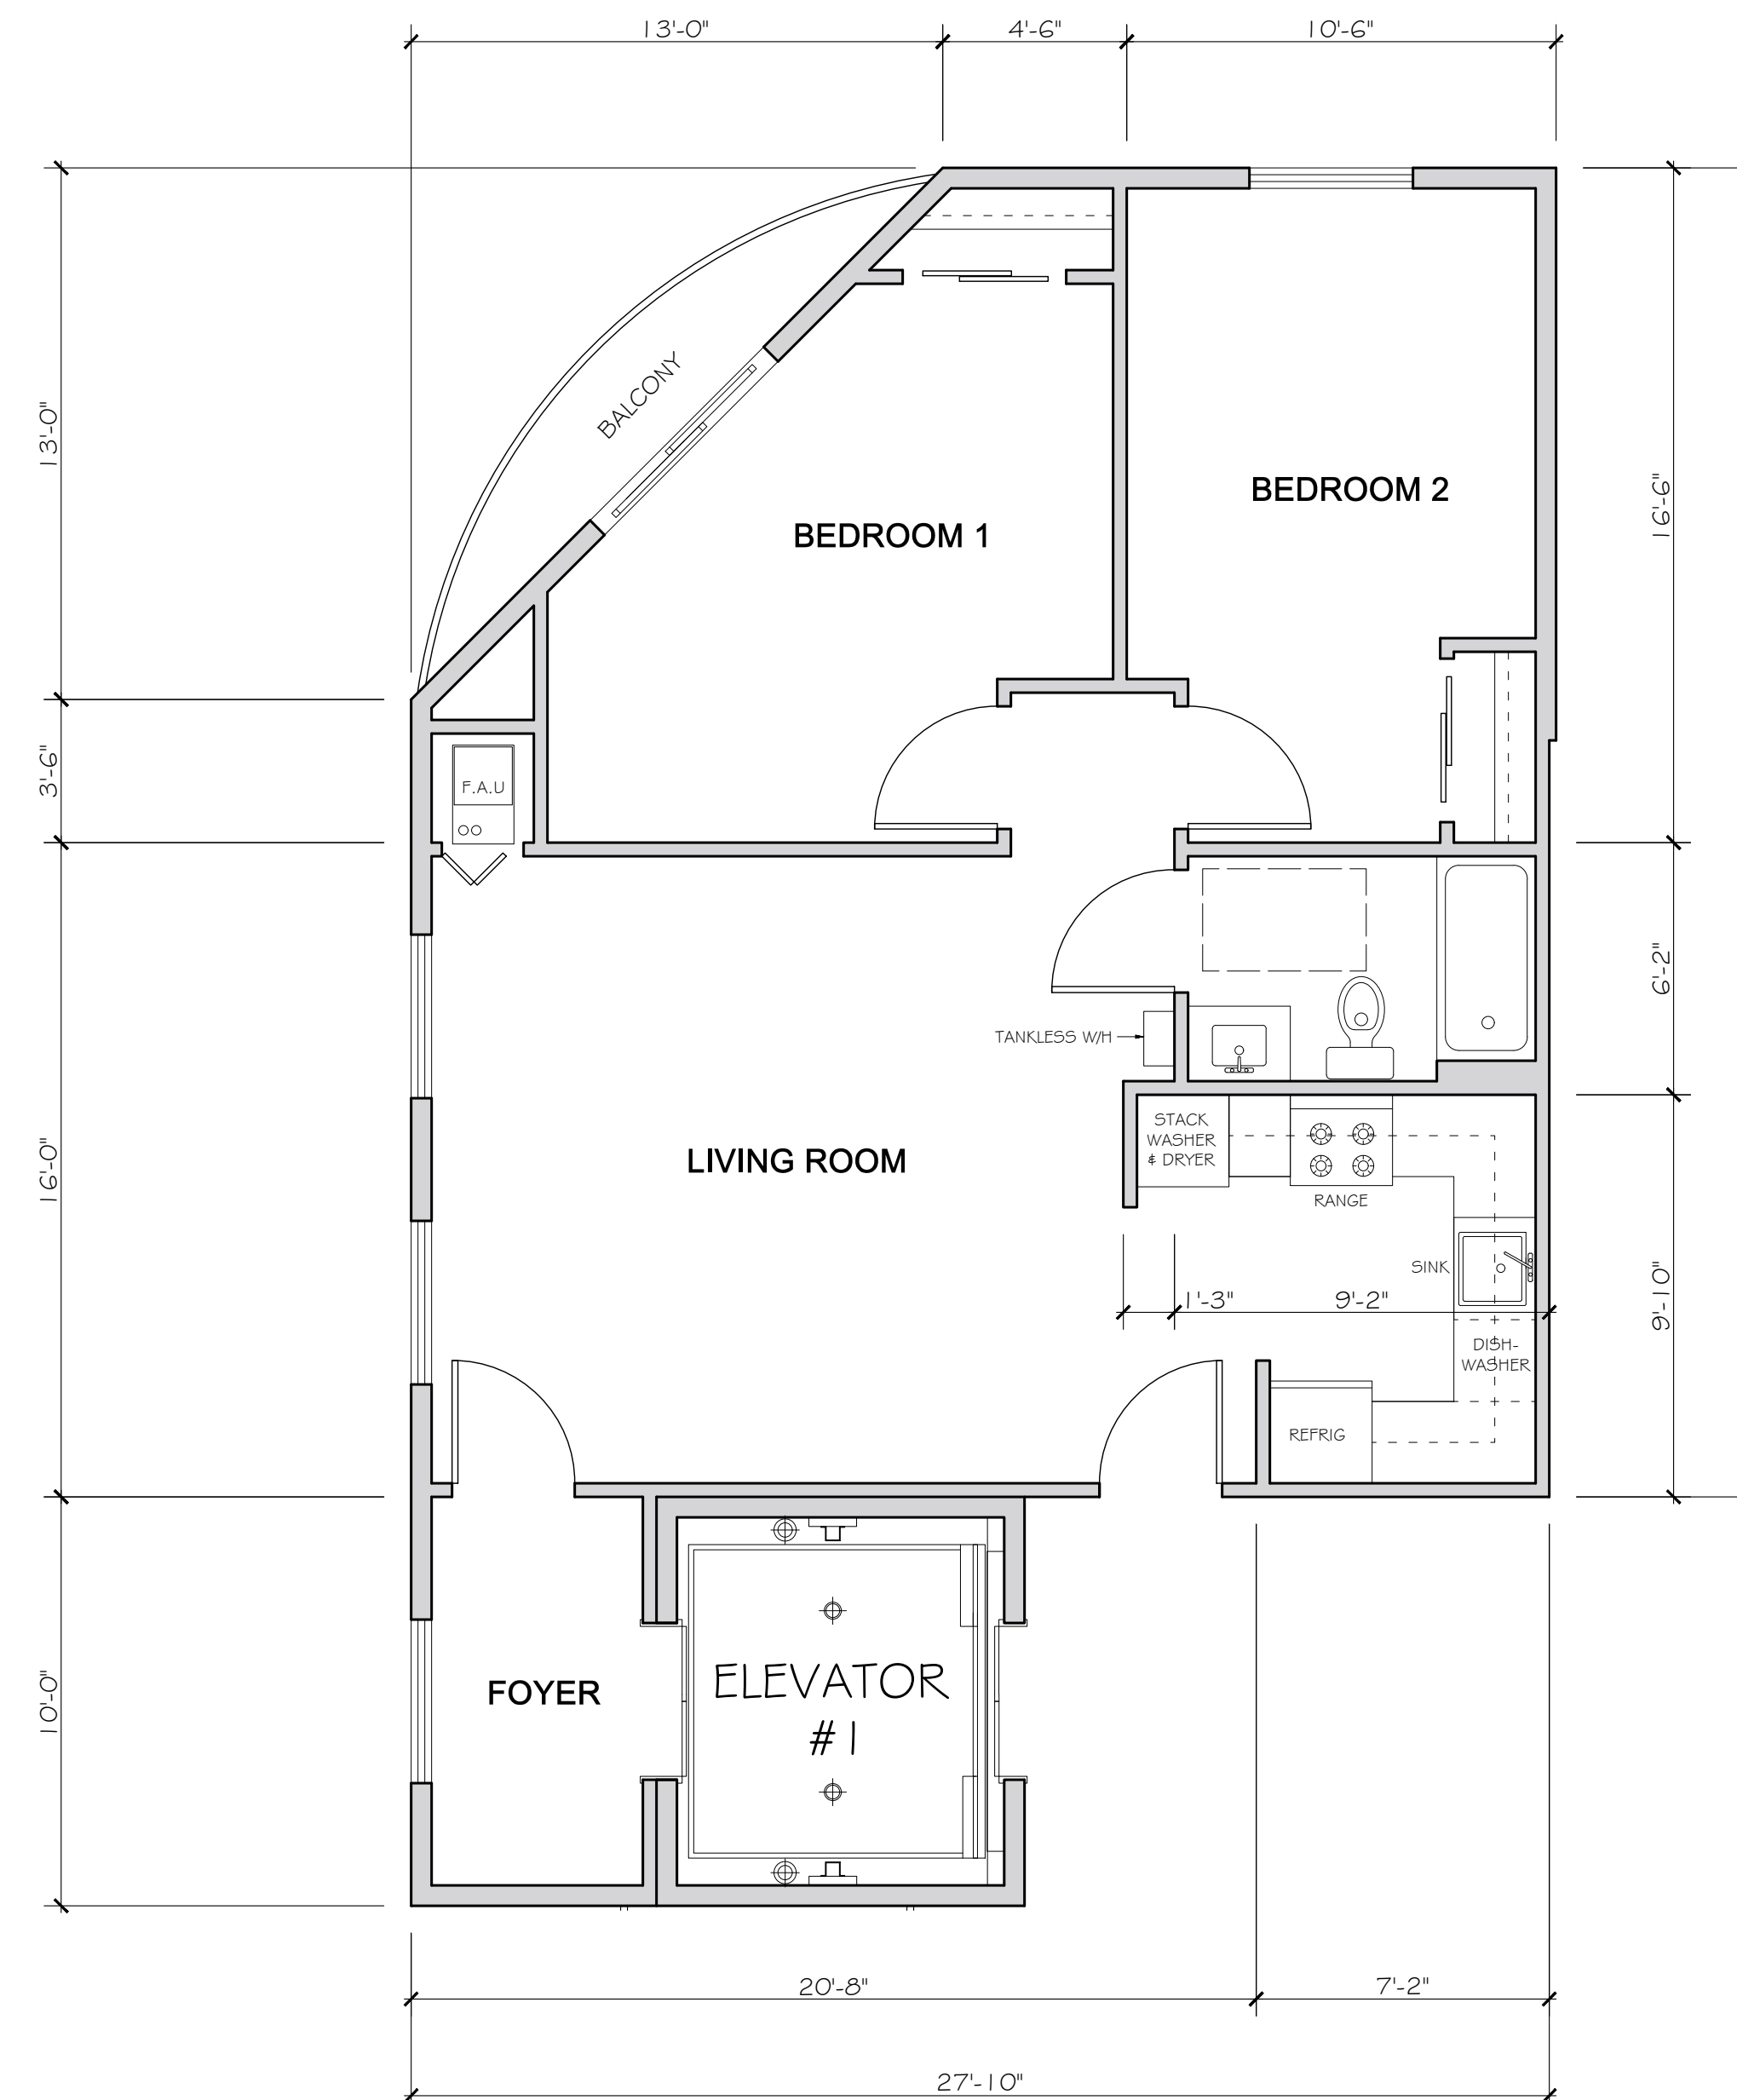 13'-0"
4'-6"
10'-6"
13'-0"
3'-6"
16'-0"
10'-0"
16'-6"
6'-2"
9'-10"
BALCONY
BEDROOM 1
BEDROOM 2
F.A.U
TANKLESS W/H
LIVING ROOM
STACK
WASHER
& DRYER
RANGE
SINK
1'-3"
9'-2"
DISH-
WASHER
REFRIG
FOYER
ELEVATOR
#1
20'-8"
7'-2"
27'-10"